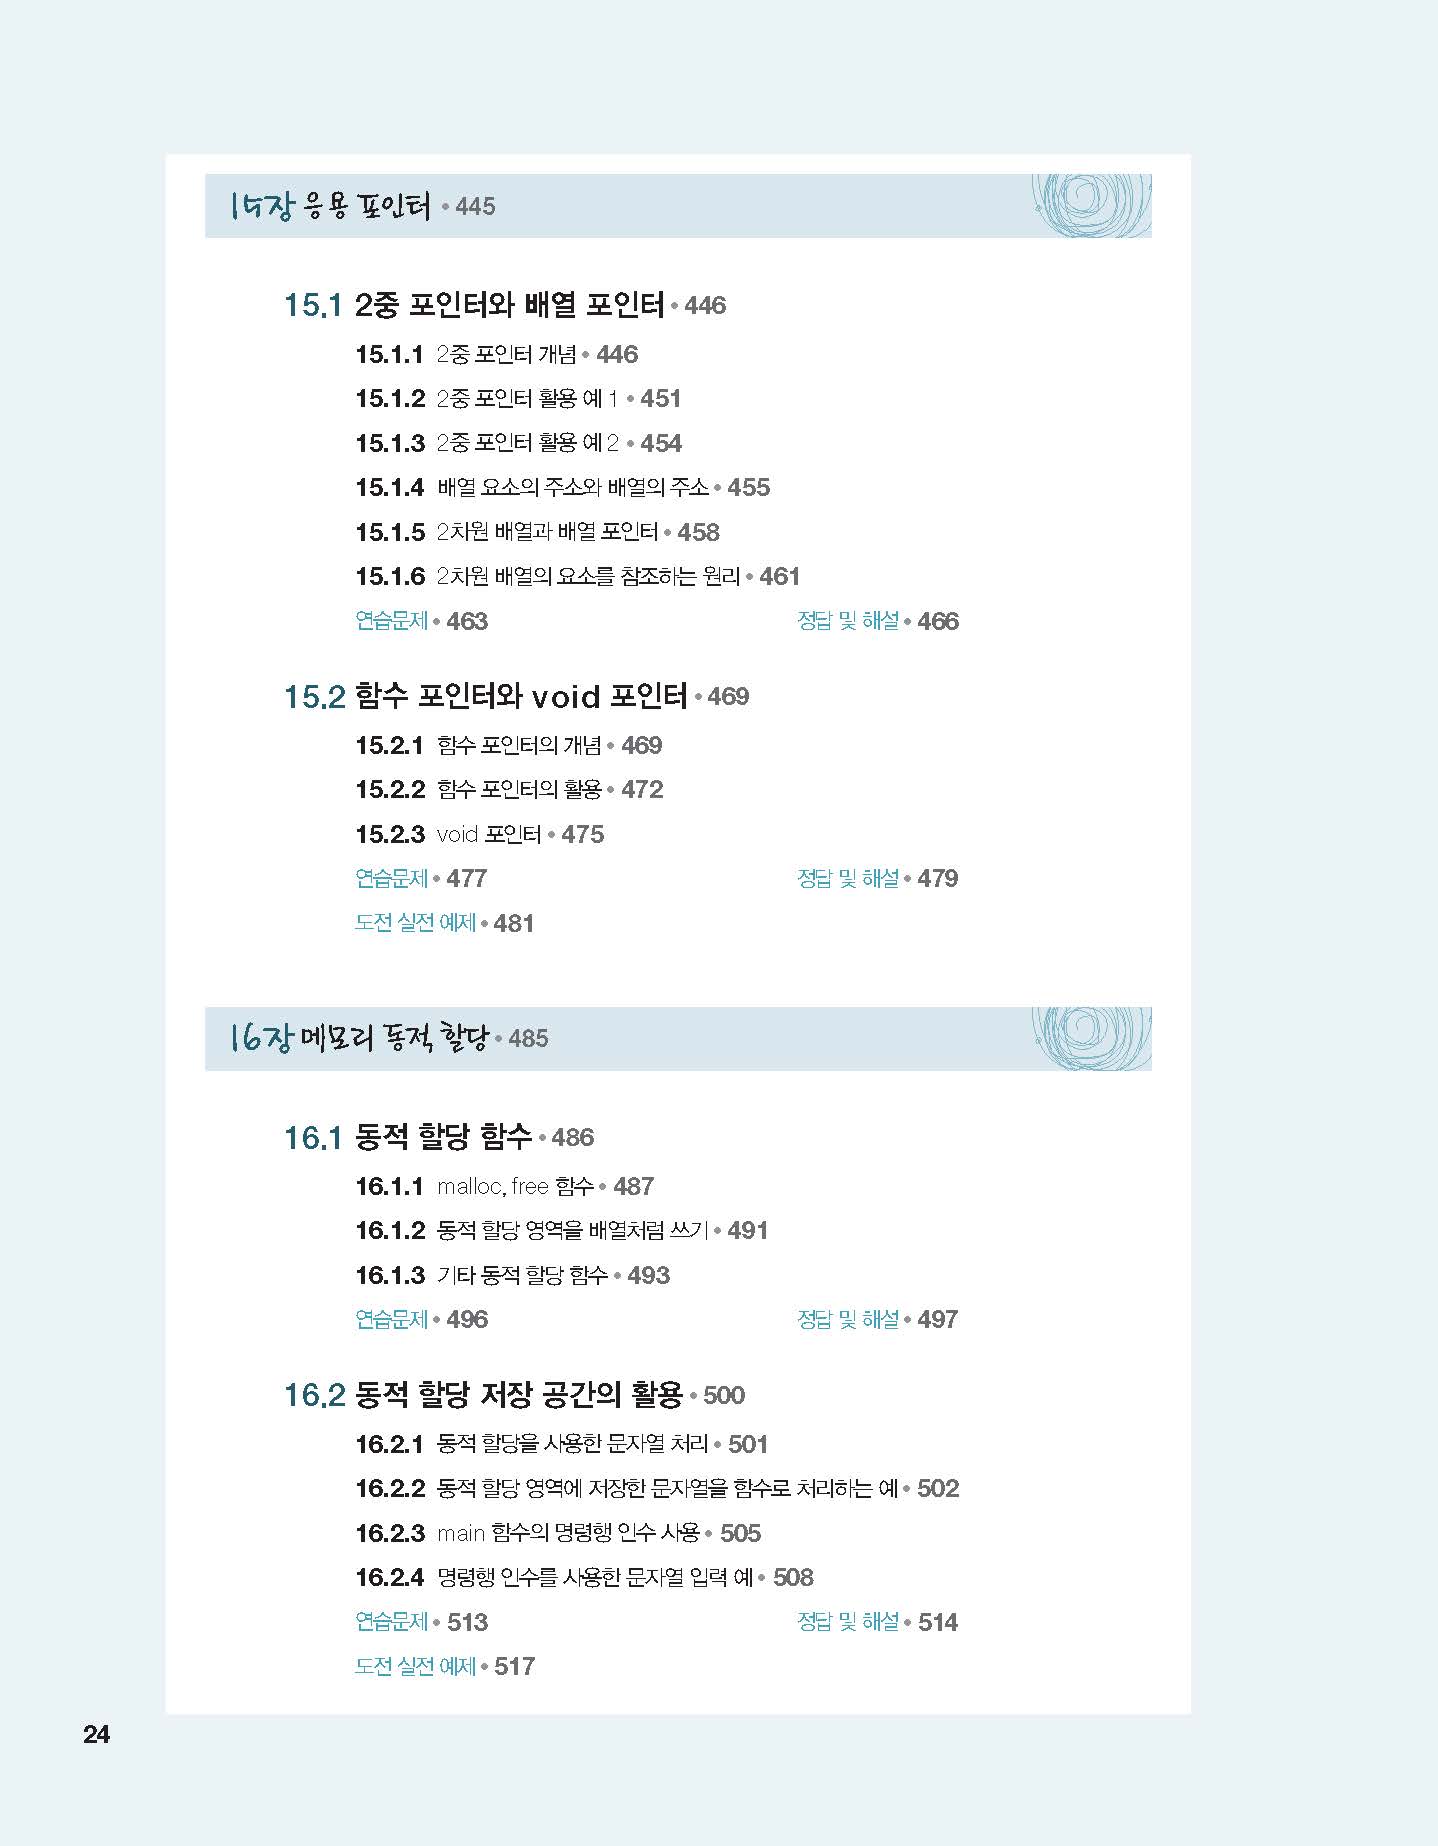 15장 응용 포인터 • 445
15.1 2중 포인터와 배열 포인터 • 446
15.1.1 2중 포인터 개념 • 446
15.1.2 2중 포인터 활용 예 1 • 451
15.1.3 2중 포인터 활용 예 2 • 454
15.1.4 배열 요소의 주소와 배열의 주소 • 455
15.1.5 2차원 배열과 배열 포인터 • 458
15.1.6 2차원 배열의 요소를 참조하는 원리 • 461
연습문제 • 463 정답 및 해설 • 466
15.2 함수 포인터와 void 포인터 • 469
15.2.1 함수 포인터의 개념 • 469
15.2.2 함수 포인터의 활용 • 472
15.2.3 void 포인터 • 475
연습문제 • 477 정답 및 해설 • 479
도전 실전 예제 • 481
16장 메모리 동적 할당 • 485
16.1 동적 할당 함수 • 486
16.1.1 malloc, free 함수 • 487
16.1.2 동적 할당 영역을 배열처럼 쓰기 • 491
16.1.3 기타 동적 할당 함수 • 493
연습문제 • 496 정답 및 해설 • 497
16.2 동적 할당 저장 공간의 활용 • 500
16.2.1 동적 할당을 사용한 문자열 처리 • 501
16.2.2 동적 할당 영역에 저장한 문자열을 함수로 처리하는 예 • 502
16.2.3 main 함수의 명령행 인수 사용 • 505
16.2.4 명령행 인수를 사용한 문자열 입력 예 • 508
연습문제 • 513 정답 및 해설 • 514
도전 실전 예제 • 517
24